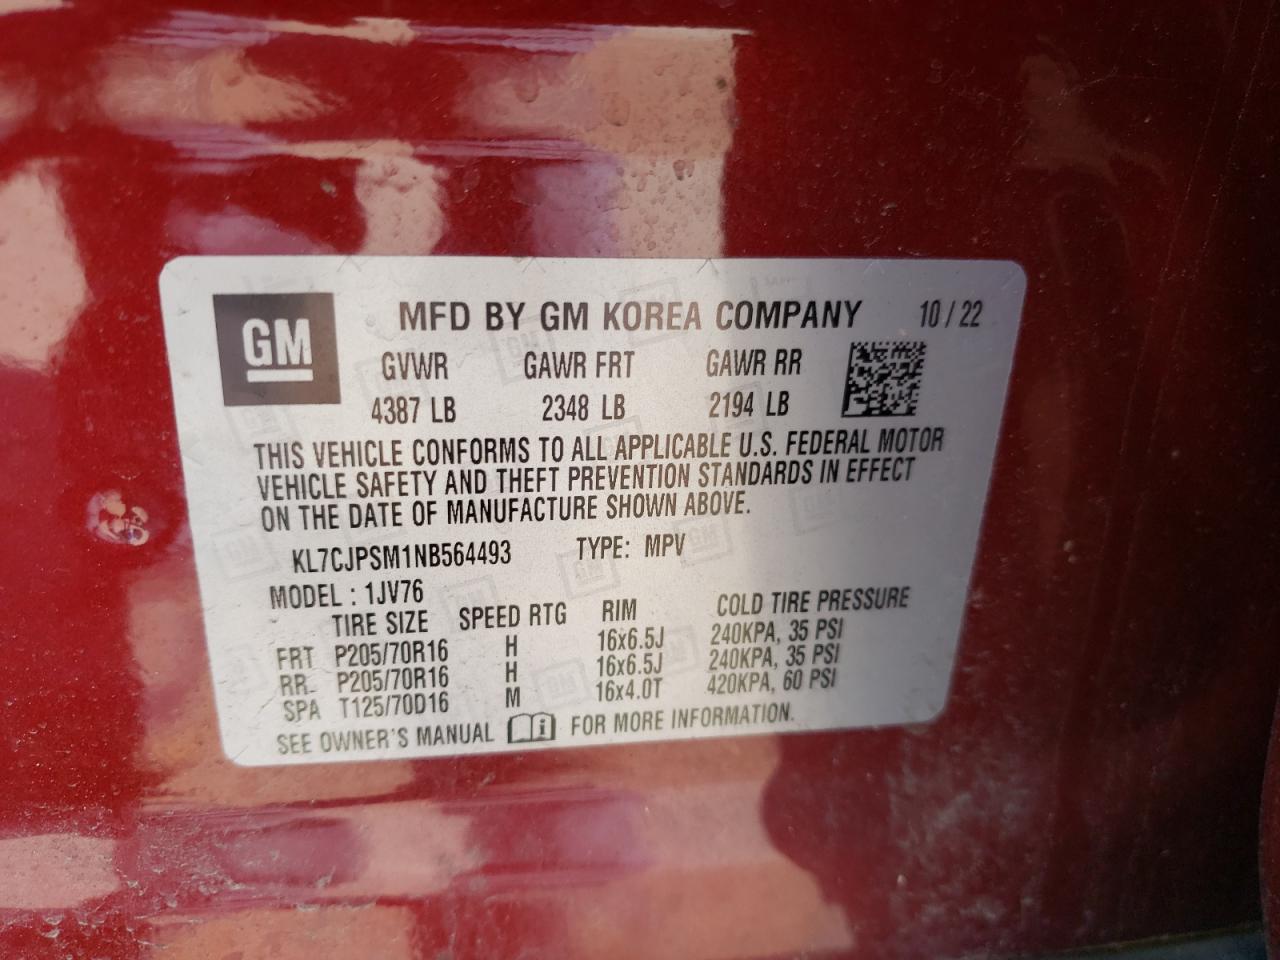 GM
MFD BY GM KOREA COMPANY 10/22
GVWR GAWR FRT GAWR RR
4387 LB 2348 LB 2194 LB
THIS VEHICLE CONFORMS TO ALL APPLICABLE U.S. FEDERAL MOTOR
VEHICLE SAFETY AND THEFT PREVENTION STANDARDS IN EFFECT
ON THE DATE OF MANUFACTURE SHOWN ABOVE.
KL7CJPSM1NB564493 TYPE: MPV
MODEL: 1JV76
TIRE SIZE SPEED RTG RIM COLD TIRE PRESSURE
FRT P205/70R16 H 16x6.5J 240KPA, 35 PSI
RR P205/70R16 H 16x6.5J 240KPA, 35 PSI
SPA T125/70D16 M 16x4.0T 420KPA, 60 PSI
SEE OWNER'S MANUAL i FOR MORE INFORMATION.